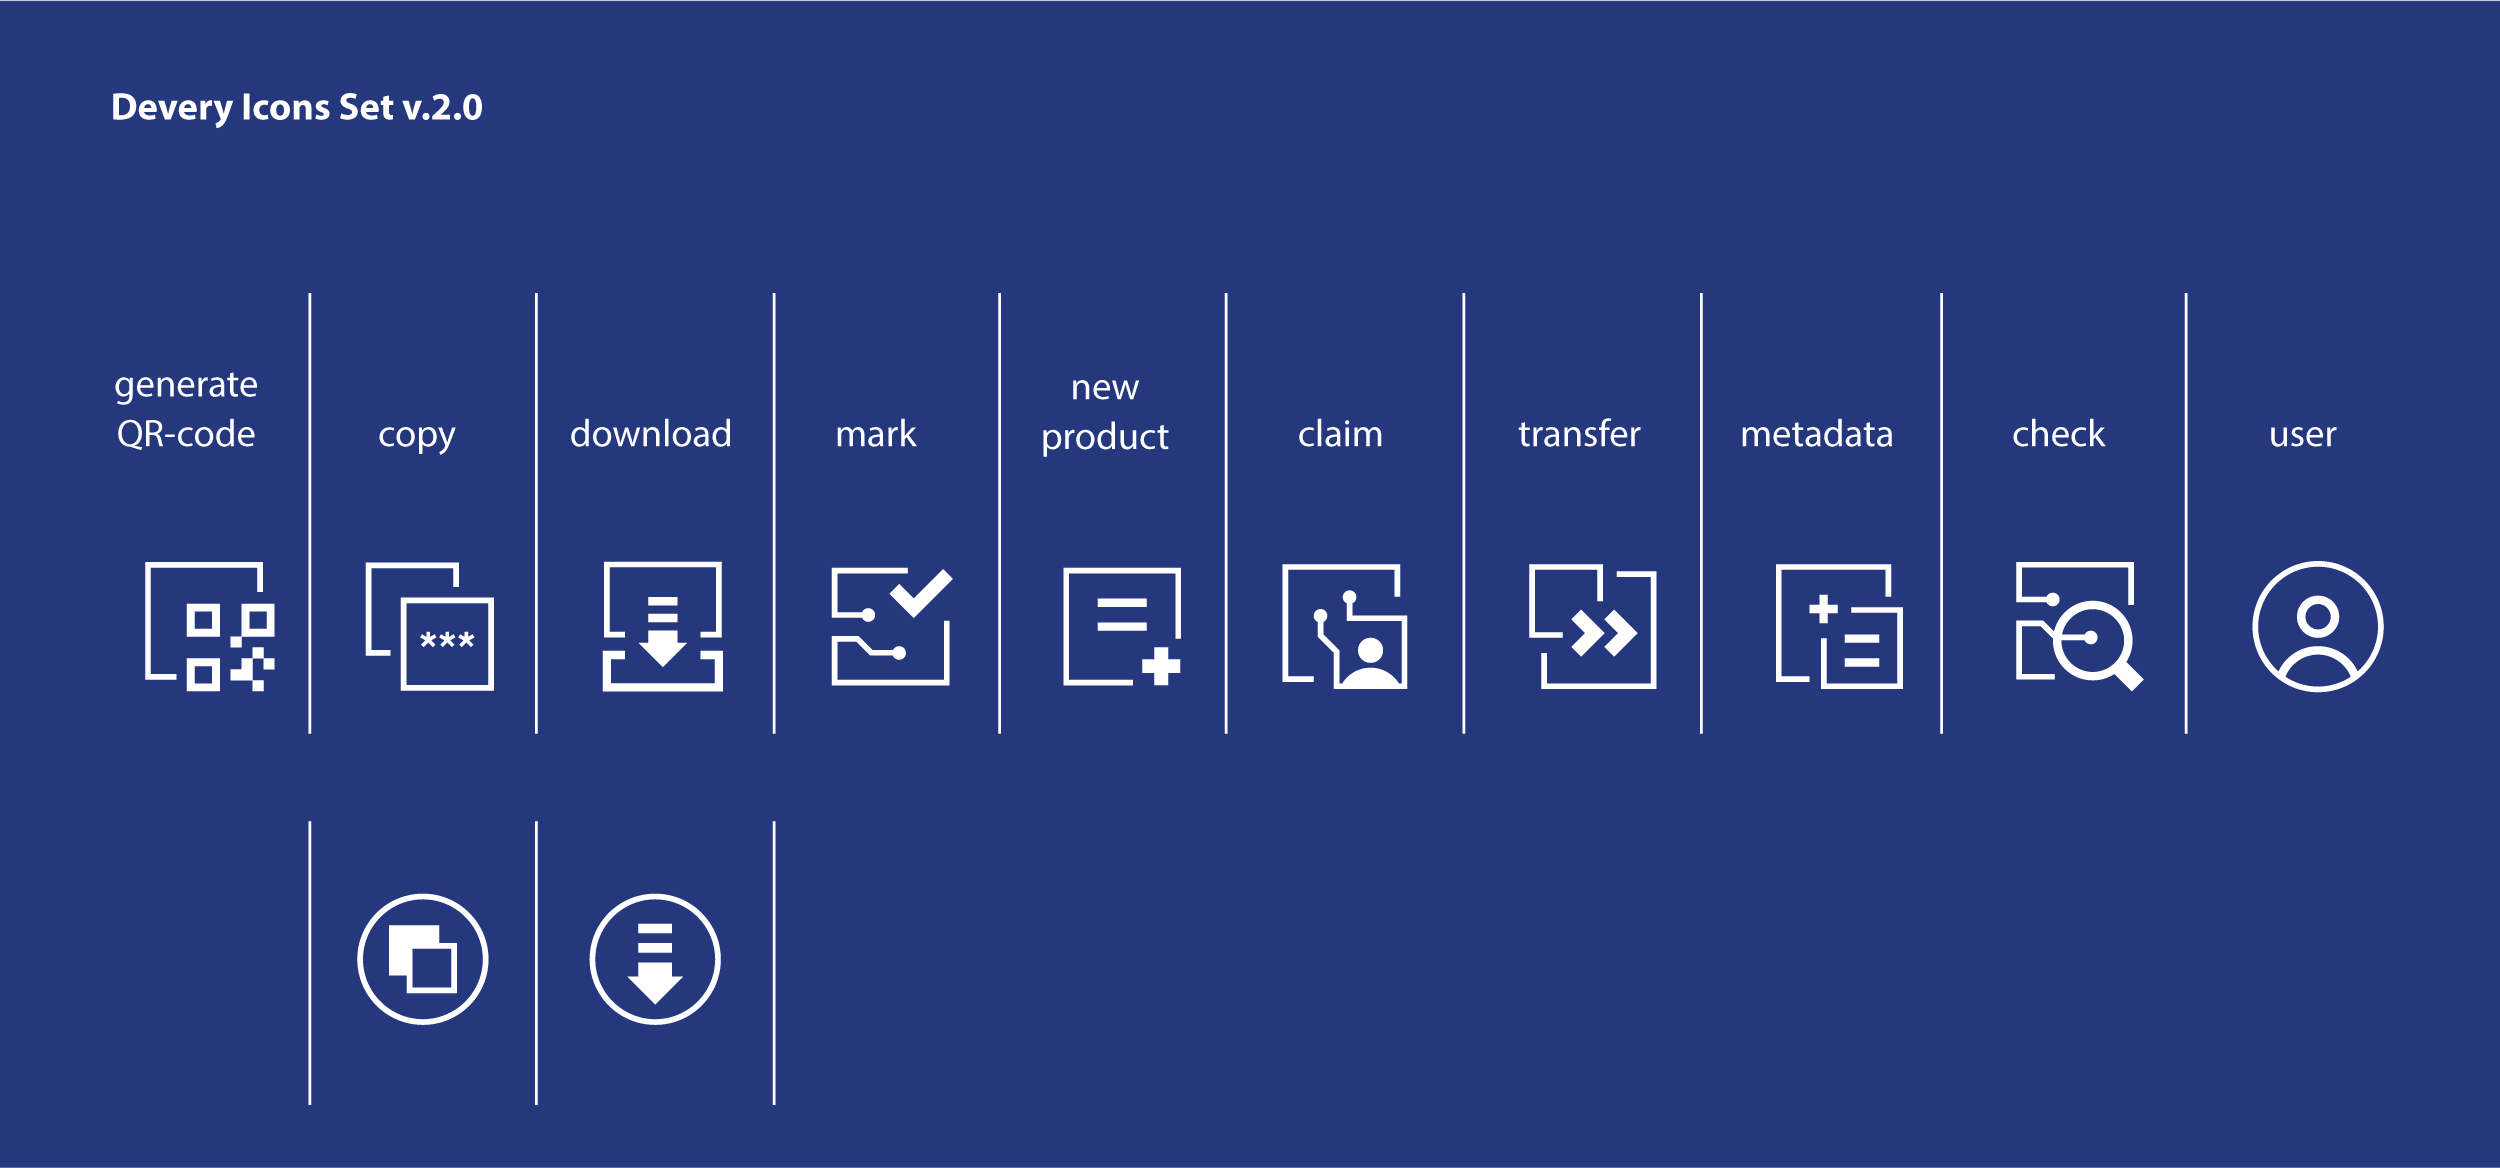 Devery Icons Set v.2.0
generate
QR-code
copy
download
mark
new
product
claim
transfer
metadata
check
user
***